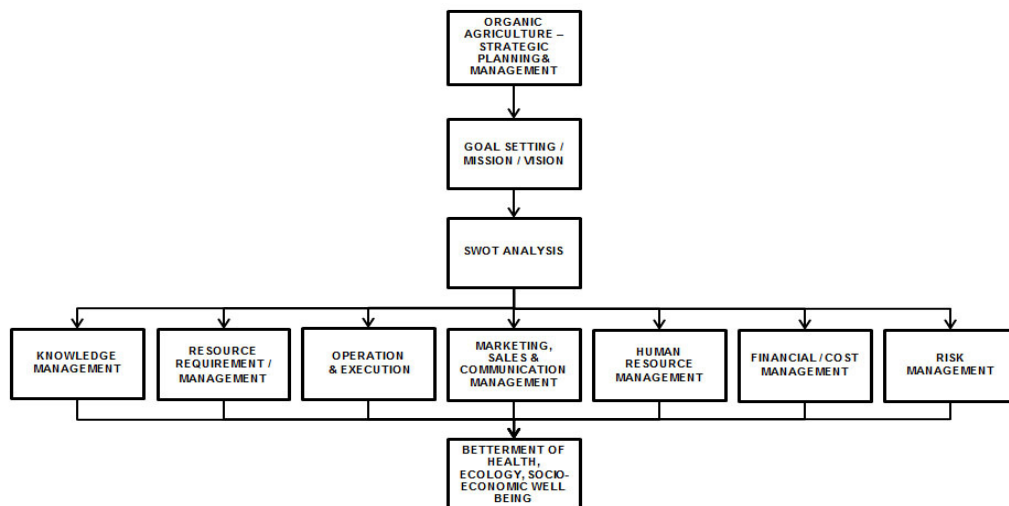 ORGANIC
AGRICULTURE –
STRATEGIC
PLANNING&
MANAGEMENT
GOAL SETTING /
MISSION / VISION
SWOT ANALYSIS
KNOWLEDGE
MANAGEMENT
RESOURCE
REQUIREMENT /
MANAGEMENT
OPERATION
& EXECUTION
MARKETING,
SALES &
COMMUNICATION
MANAGEMENT
HUMAN
RESOURCE
MANAGEMENT
FINANCIAL / COST
MANAGEMENT
RISK
MANAGEMENT
BETTERMENT OF
HEALTH,
ECOLOGY, SOCIO-
ECONOMIC WELL
BEING